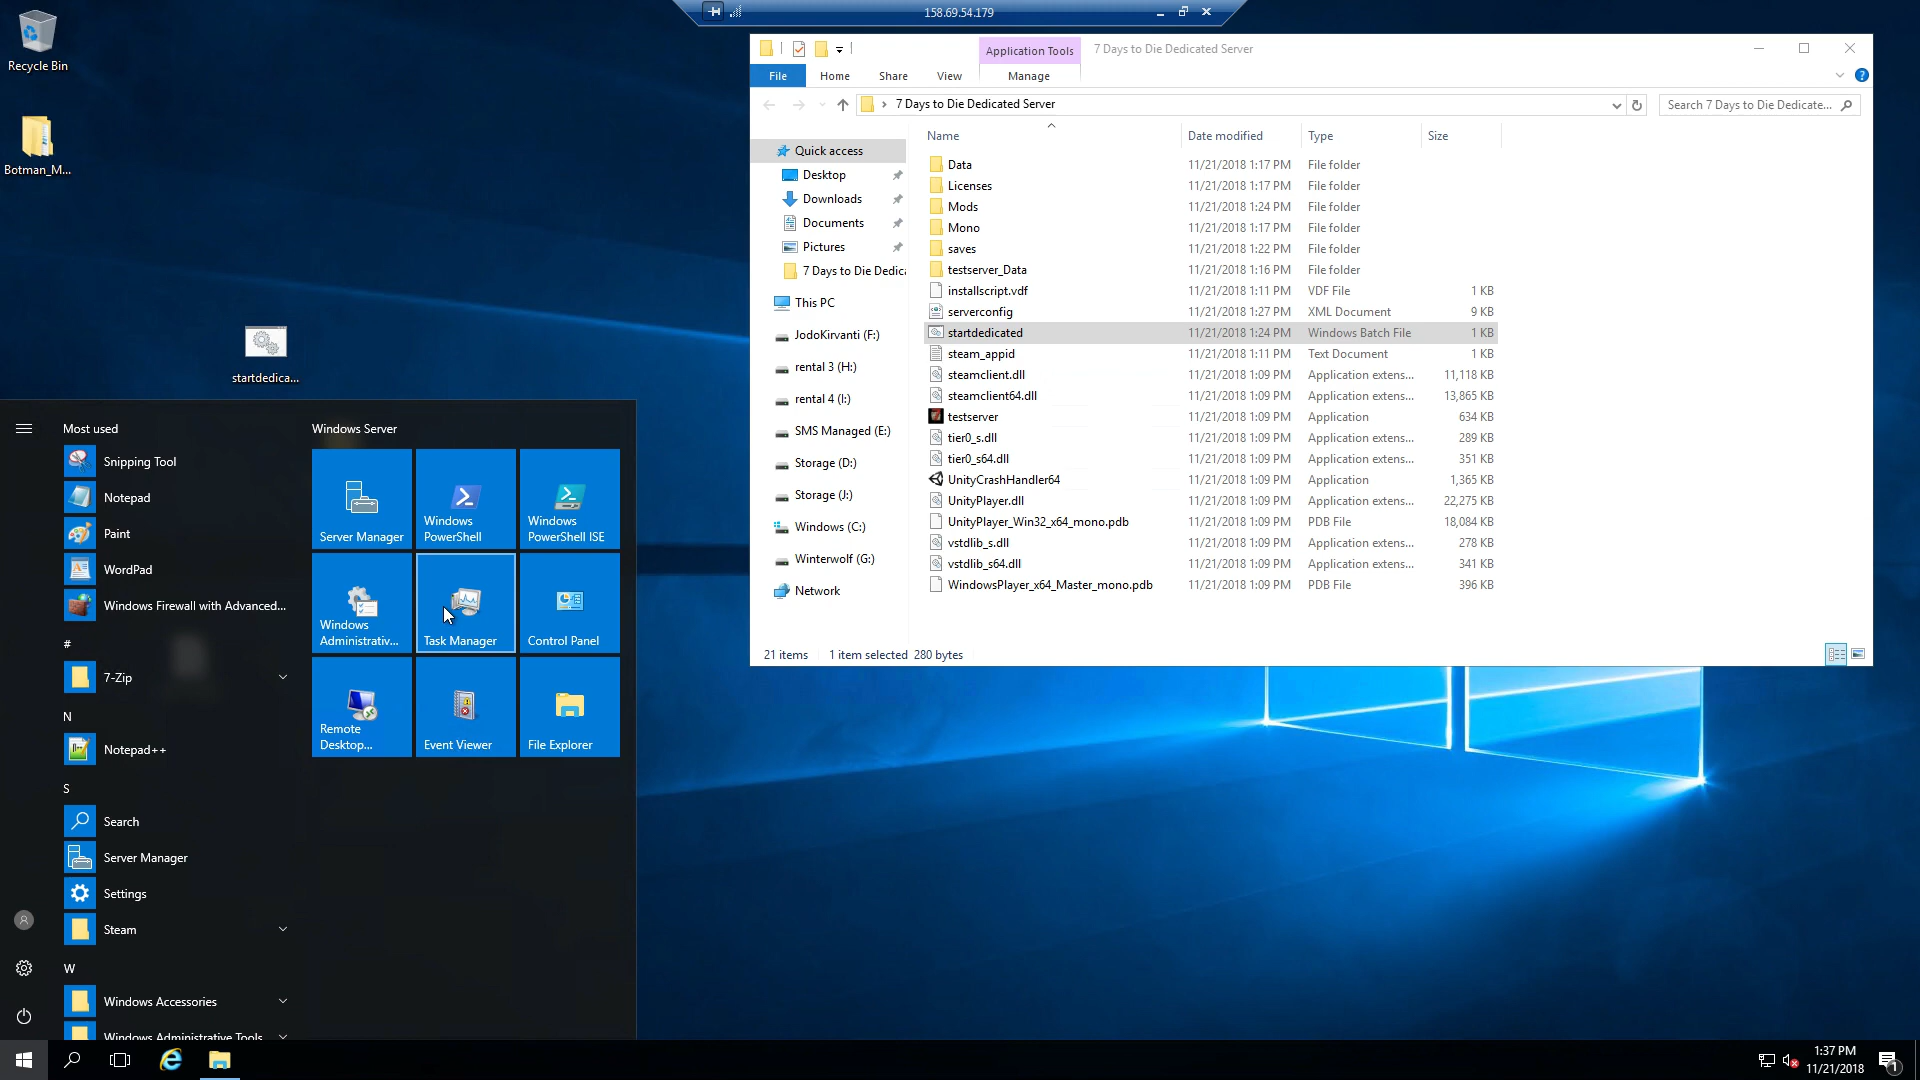 158.69.54.179
Recycle Bin
Botman_M...
startdedica...
Application Tools
7 Days to Die Dedicated Server
File
Home
Share
View
Manage
7 Days to Die Dedicated Server
Search 7 Days to Die Dedicate...
Name
Date modified
Type
Size
Quick access
Desktop
Downloads
Documents
Pictures
7 Days to Die Dedica
This PC
JodoKirvanti (F:)
rental 3 (H:)
rental 4 (I:)
SMS Managed (E:)
Storage (D:)
Storage (J:)
Windows (C:)
Winterwolf (G:)
Network
Data 11/21/2018 1:17 PM File folder
Licenses 11/21/2018 1:17 PM File folder
Mods 11/21/2018 1:24 PM File folder
Mono 11/21/2018 1:17 PM File folder
saves 11/21/2018 1:22 PM File folder
testserver_Data 11/21/2018 1:16 PM File folder
installscript.vdf 11/21/2018 1:11 PM VDF File 1 KB
serverconfig 11/21/2018 1:27 PM XML Document 9 KB
startdedicated 11/21/2018 1:24 PM Windows Batch File 1 KB
steam_appid 11/21/2018 1:11 PM Text Document 1 KB
steamclient.dll 11/21/2018 1:09 PM Application extens... 11,118 KB
steamclient64.dll 11/21/2018 1:09 PM Application extens... 13,865 KB
testserver 11/21/2018 1:09 PM Application 634 KB
tier0_s.dll 11/21/2018 1:09 PM Application extens... 289 KB
tier0_s64.dll 11/21/2018 1:09 PM Application extens... 351 KB
UnityCrashHandler64 11/21/2018 1:09 PM Application 1,365 KB
UnityPlayer.dll 11/21/2018 1:09 PM Application extens... 22,275 KB
UnityPlayer_Win32_x64_mono.pdb 11/21/2018 1:09 PM PDB File 18,084 KB
vstdlib_s.dll 11/21/2018 1:09 PM Application extens... 278 KB
vstdlib_s64.dll 11/21/2018 1:09 PM Application extens... 341 KB
WindowsPlayer_x64_Master_mono.pdb 11/21/2018 1:09 PM PDB File 396 KB
21 items 1 item selected 280 bytes
Most used
Snipping Tool
Notepad
Paint
WordPad
Windows Firewall with Advanced...
#
7-Zip
N
Notepad++
S
Search
Server Manager
Settings
Steam
W
Windows Accessories
Windows Administrative Tools
Windows Server
Server Manager
Windows
PowerShell
Windows
PowerShell ISE
Windows
Administrativ...
Task Manager
Control Panel
Remote
Desktop...
Event Viewer
File Explorer
1:37 PM
11/21/2018
1